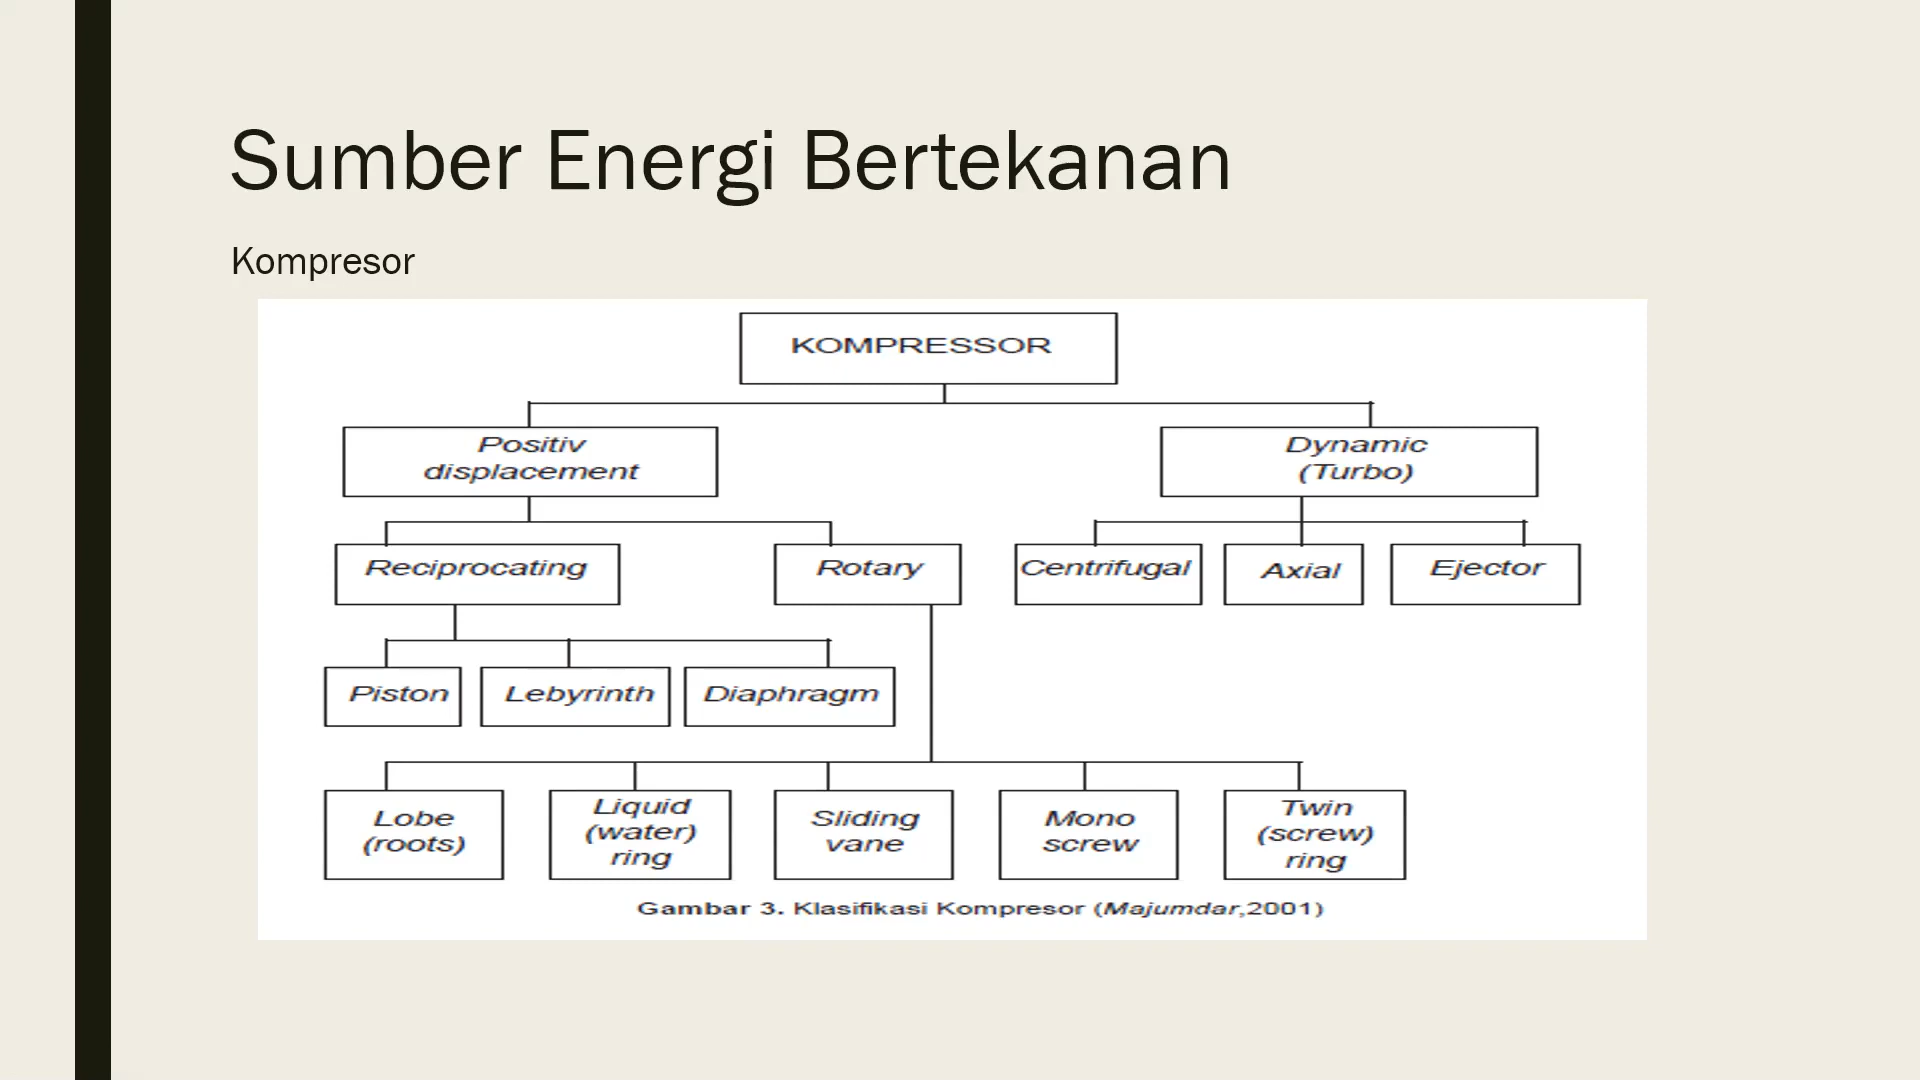 Sumber Energi Bertekanan
Kompresor
KOMPRESSOR
Positiv
displacement
Dynamic
(Turbo)
Reciprocating
Rotary
Centrifugal
Axial
Ejector
Piston
Lebyrinth
Diaphragm
Lobe
(roots)
Liquid
(water)
ring
Sliding
vane
Mono
screw
Twin
(screw)
ring
Gambar 3. Klasifikasi Kompresor (Majumdar,2001)